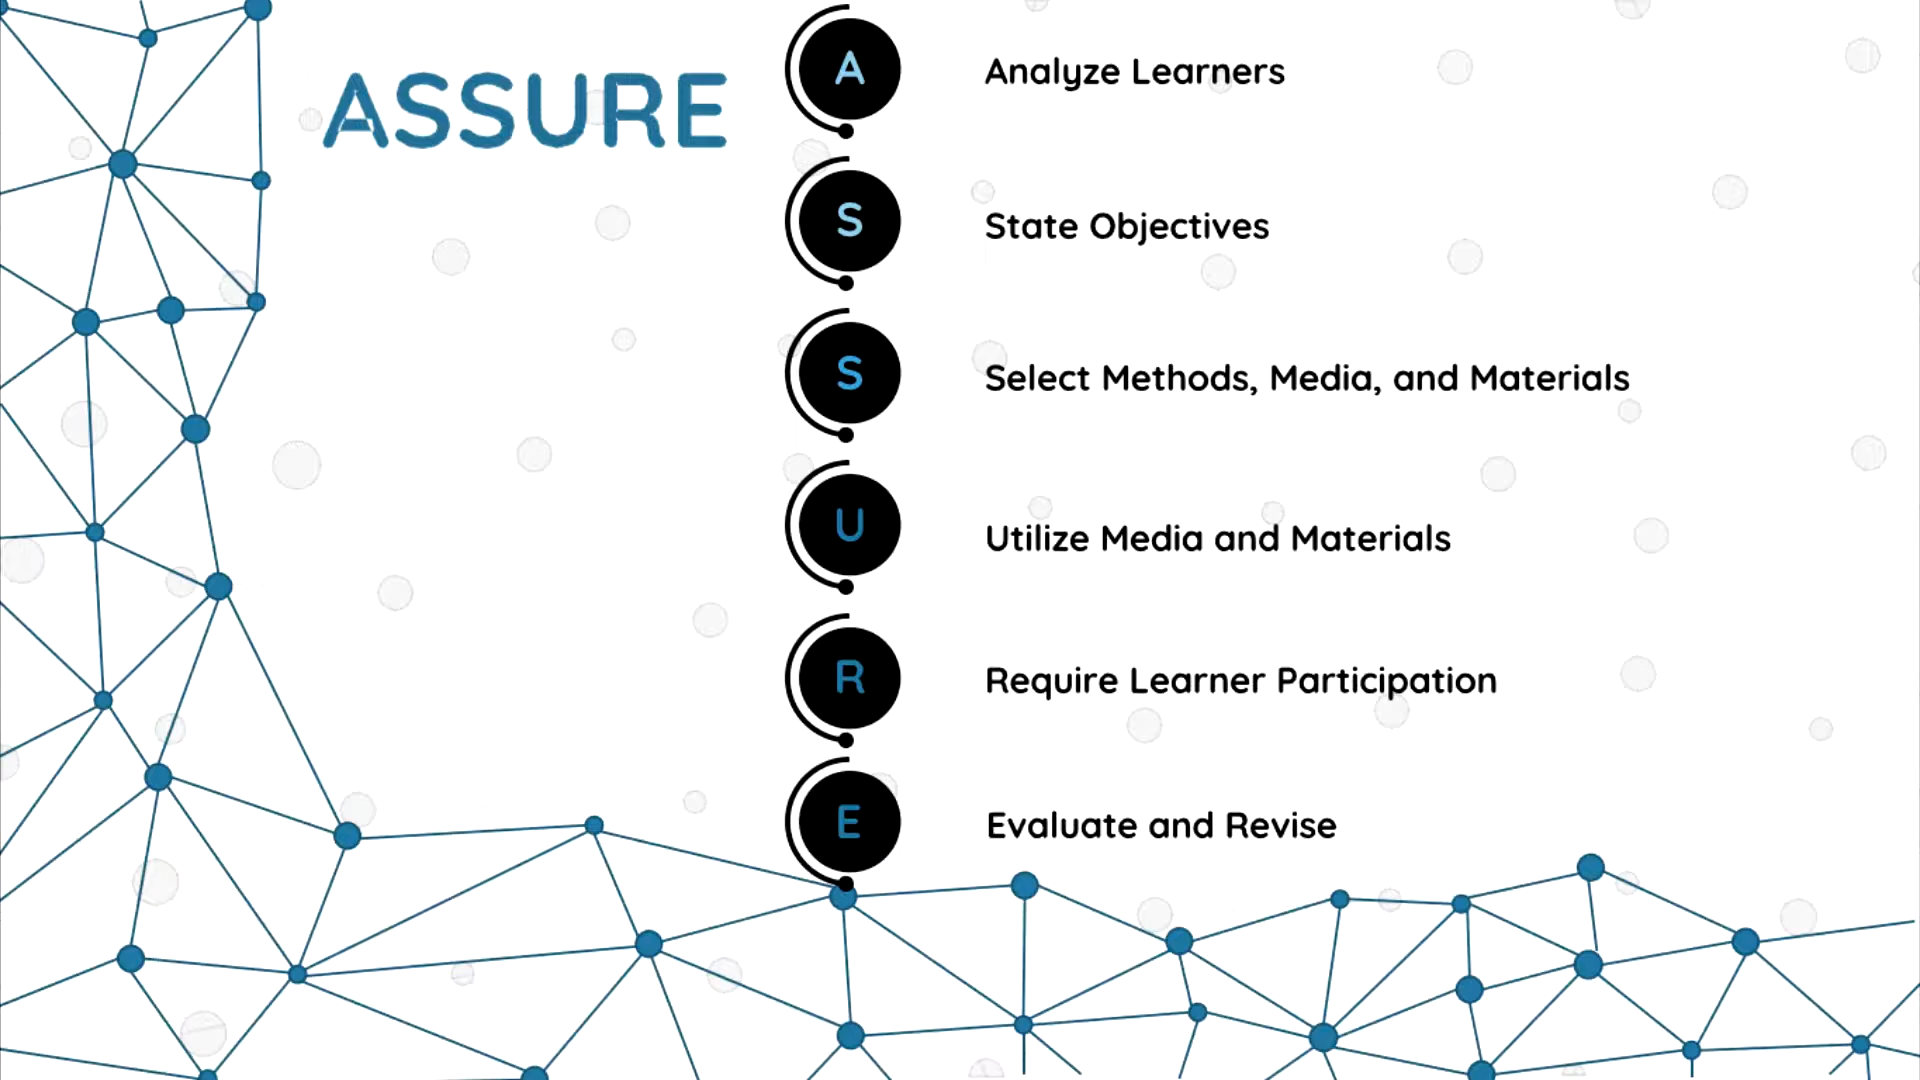 ASSURE
A
Analyze Learners
S
State Objectives
S
Select Methods, Media, and Materials
U
Utilize Media and Materials
R
Require Learner Participation
E
Evaluate and Revise